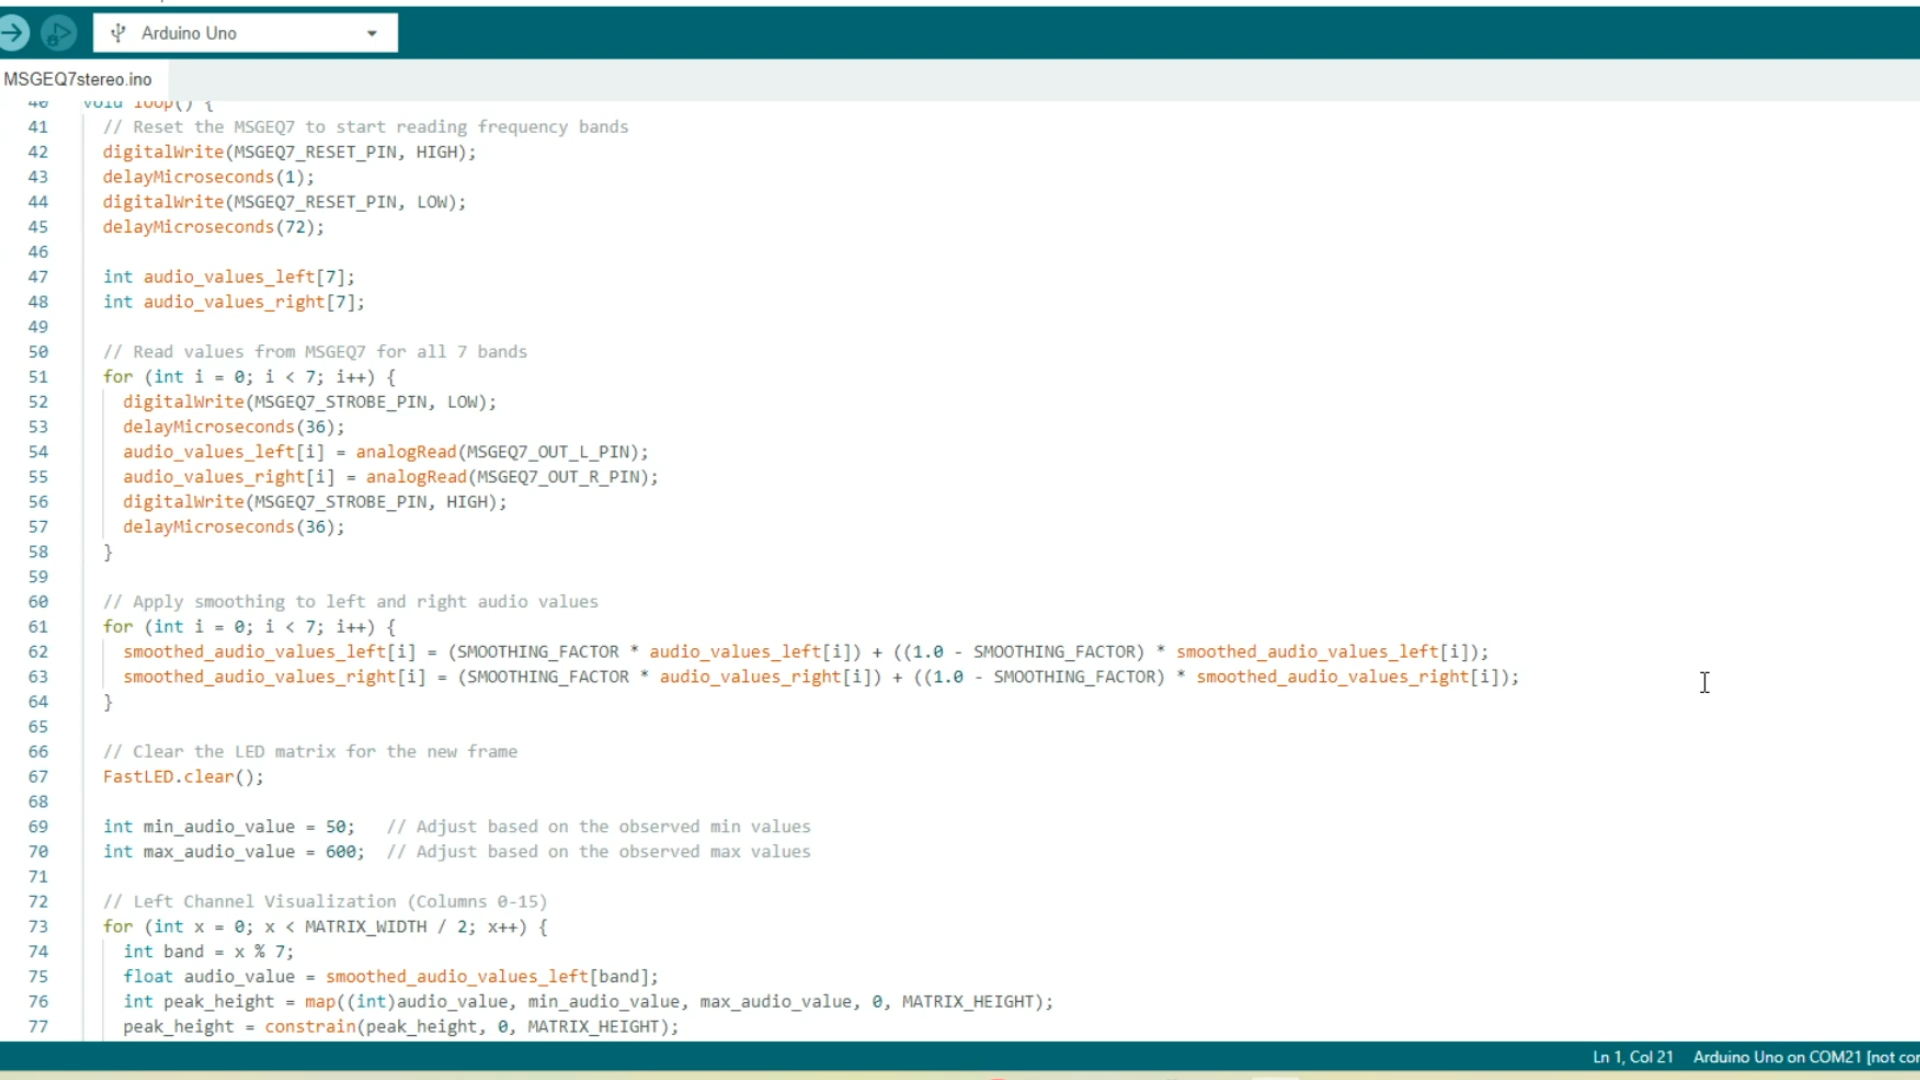 Arduino Uno
MSGEQ7stereo.ino
40 void loop() {
41 // Reset the MSGEQ7 to start reading frequency bands
42 digitalWrite(MSGEQ7_RESET_PIN, HIGH);
43 delayMicroseconds(1);
44 digitalWrite(MSGEQ7_RESET_PIN, LOW);
45 delayMicroseconds(72);
46
47 int audio_values_left[7];
48 int audio_values_right[7];
49
50 // Read values from MSGEQ7 for all 7 bands
51 for (int i = 0; i < 7; i++) {
52 digitalWrite(MSGEQ7_STROBE_PIN, LOW);
53 delayMicroseconds(36);
54 audio_values_left[i] = analogRead(MSGEQ7_OUT_L_PIN);
55 audio_values_right[i] = analogRead(MSGEQ7_OUT_R_PIN);
56 digitalWrite(MSGEQ7_STROBE_PIN, HIGH);
57 delayMicroseconds(36);
58 }
59
60 // Apply smoothing to left and right audio values
61 for (int i = 0; i < 7; i++) {
62 smoothed_audio_values_left[i] = (SMOOTHING_FACTOR * audio_values_left[i]) + ((1.0 - SMOOTHING_FACTOR) * smoothed_audio_values_left[i]);
63 smoothed_audio_values_right[i] = (SMOOTHING_FACTOR * audio_values_right[i]) + ((1.0 - SMOOTHING_FACTOR) * smoothed_audio_values_right[i]);
64 }
65
66 // Clear the LED matrix for the new frame
67 FastLED.clear();
68
69 int min_audio_value = 50; // Adjust based on the observed min values
70 int max_audio_value = 600; // Adjust based on the observed max values
71
72 // Left Channel Visualization (Columns 0-15)
73 for (int x = 0; x < MATRIX_WIDTH / 2; x++) {
74 int band = x % 7;
75 float audio_value = smoothed_audio_values_left[band];
76 int peak_height = map((int)audio_value, min_audio_value, max_audio_value, 0, MATRIX_HEIGHT);
77 peak_height = constrain(peak_height, 0, MATRIX_HEIGHT);
Ln 1, Col 21 Arduino Uno on COM21 [not con